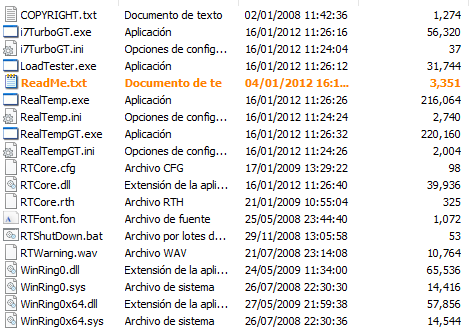 COPYRIGHT.txt Documento de texto 02/01/2008 11:42:36 1,274
i7TurboGT.exe Aplicación 16/01/2012 11:26:16 56,320
i7TurboGT.ini Opciones de config... 16/01/2012 11:24:04 37
LoadTester.exe Aplicación 16/01/2012 11:26:12 31,744
ReadMe.txt Documento de te 04/01/2012 16:1... 3,351
RealTemp.exe Aplicación 16/01/2012 11:26:26 216,064
RealTemp.ini Opciones de config... 16/01/2012 11:24:24 2,740
RealTempGT.exe Aplicación 16/01/2012 11:26:32 220,160
RealTempGT.ini Opciones de config... 16/01/2012 11:24:26 2,004
RTCore.cfg Archivo CFG 17/01/2009 13:29:22 98
RTCore.dll Extensión de la apli... 16/01/2012 11:26:40 39,936
RTCore.rth Archivo RTH 21/01/2009 10:55:04 325
RTFont.fon Archivo de fuente 25/05/2008 23:44:40 1,072
RTShutDown.bat Archivo por lotes d... 29/11/2008 13:05:58 53
RTWarning.wav Archivo WAV 21/07/2008 23:14:08 10,764
WinRing0.dll Extensión de la apli... 24/05/2009 11:34:00 65,536
WinRing0.sys Archivo de sistema 26/07/2008 22:30:30 14,416
WinRing0x64.dll Extensión de la apli... 27/05/2009 21:59:38 57,856
WinRing0x64.sys Archivo de sistema 26/07/2008 22:30:36 14,544